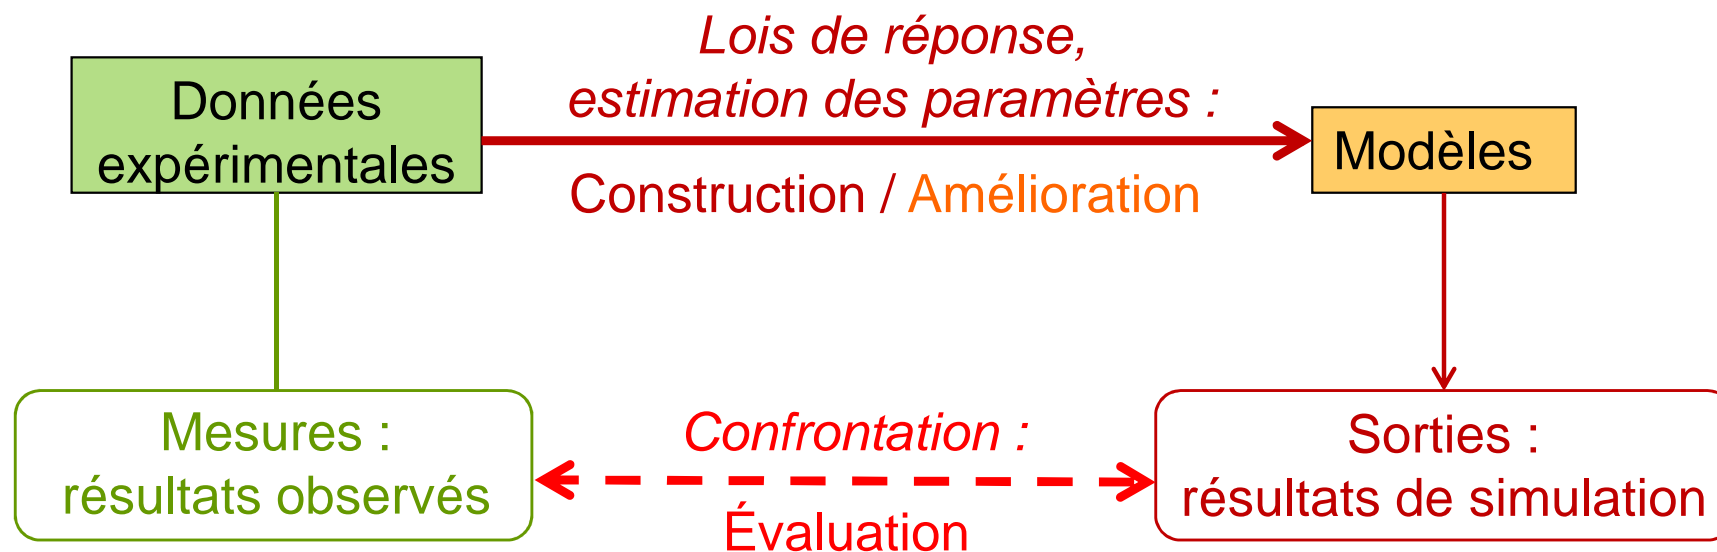 Lois de réponse,
estimation des paramètres :
Données
expérimentales
Modèles
Construction / Amélioration
Mesures :
résultats observés
Confrontation :
Évaluation
Sorties :
résultats de simulation